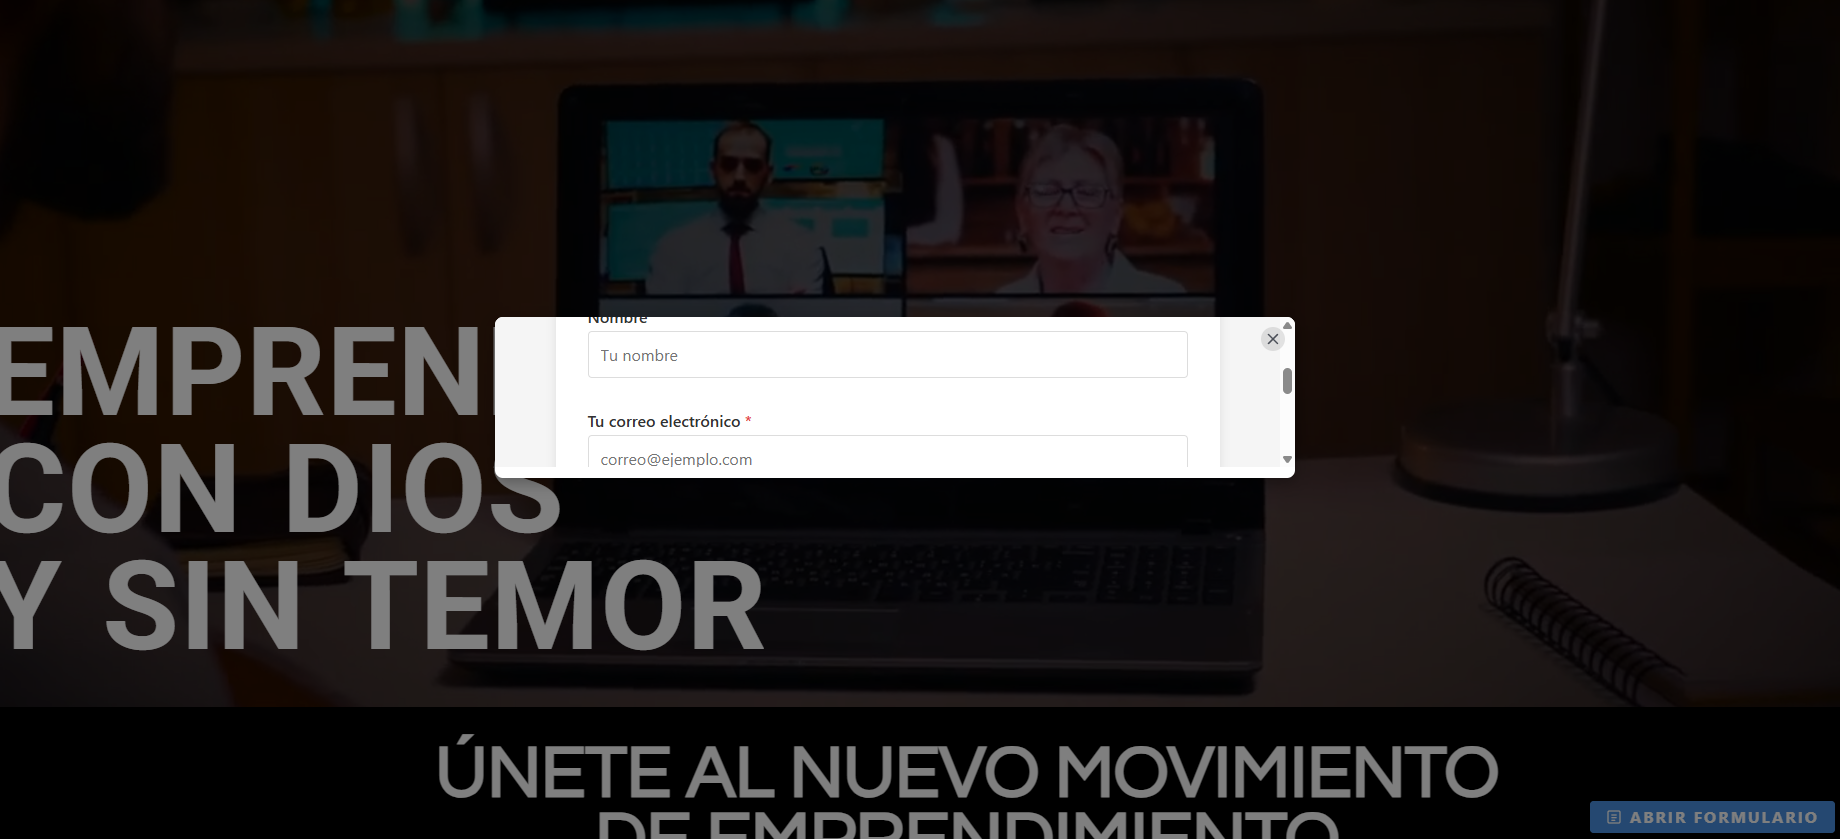 Nombre
Tu nombre
Tu correo electrónico *
correo@ejemplo.com
EMPREN
CON DIOS
Y SIN TEMOR
ÚNETE AL NUEVO MOVIMIENTO
DE EMPRENDIMIENTO
ABRIR FORMULARIO